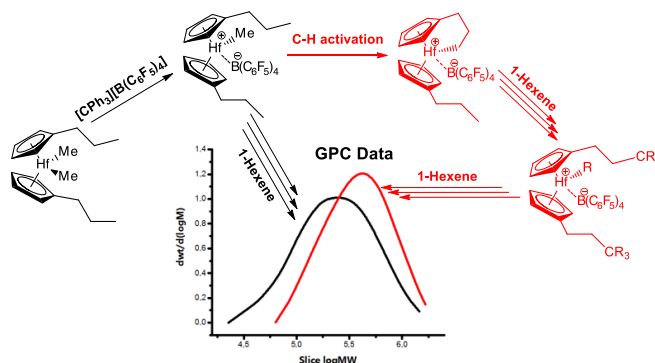 Me
Hf
⊕
⊖
B(C6F5)4
C-H activation
Hf
⊕
⊖
B(C6F5)4
[CPh3][B(C6F5)4]
1-Hexene
Me
Hf
Me
1-Hexene
GPC Data
1-Hexene
CR
R
Hf
⊕
⊖
B(C6F5)4
CR3
1,4
1,2
1,0
0,8
0,6
0,4
0,2
0,0
dwt/d(logM)
4,5 5,0 5,5 6,0
Slice logMW